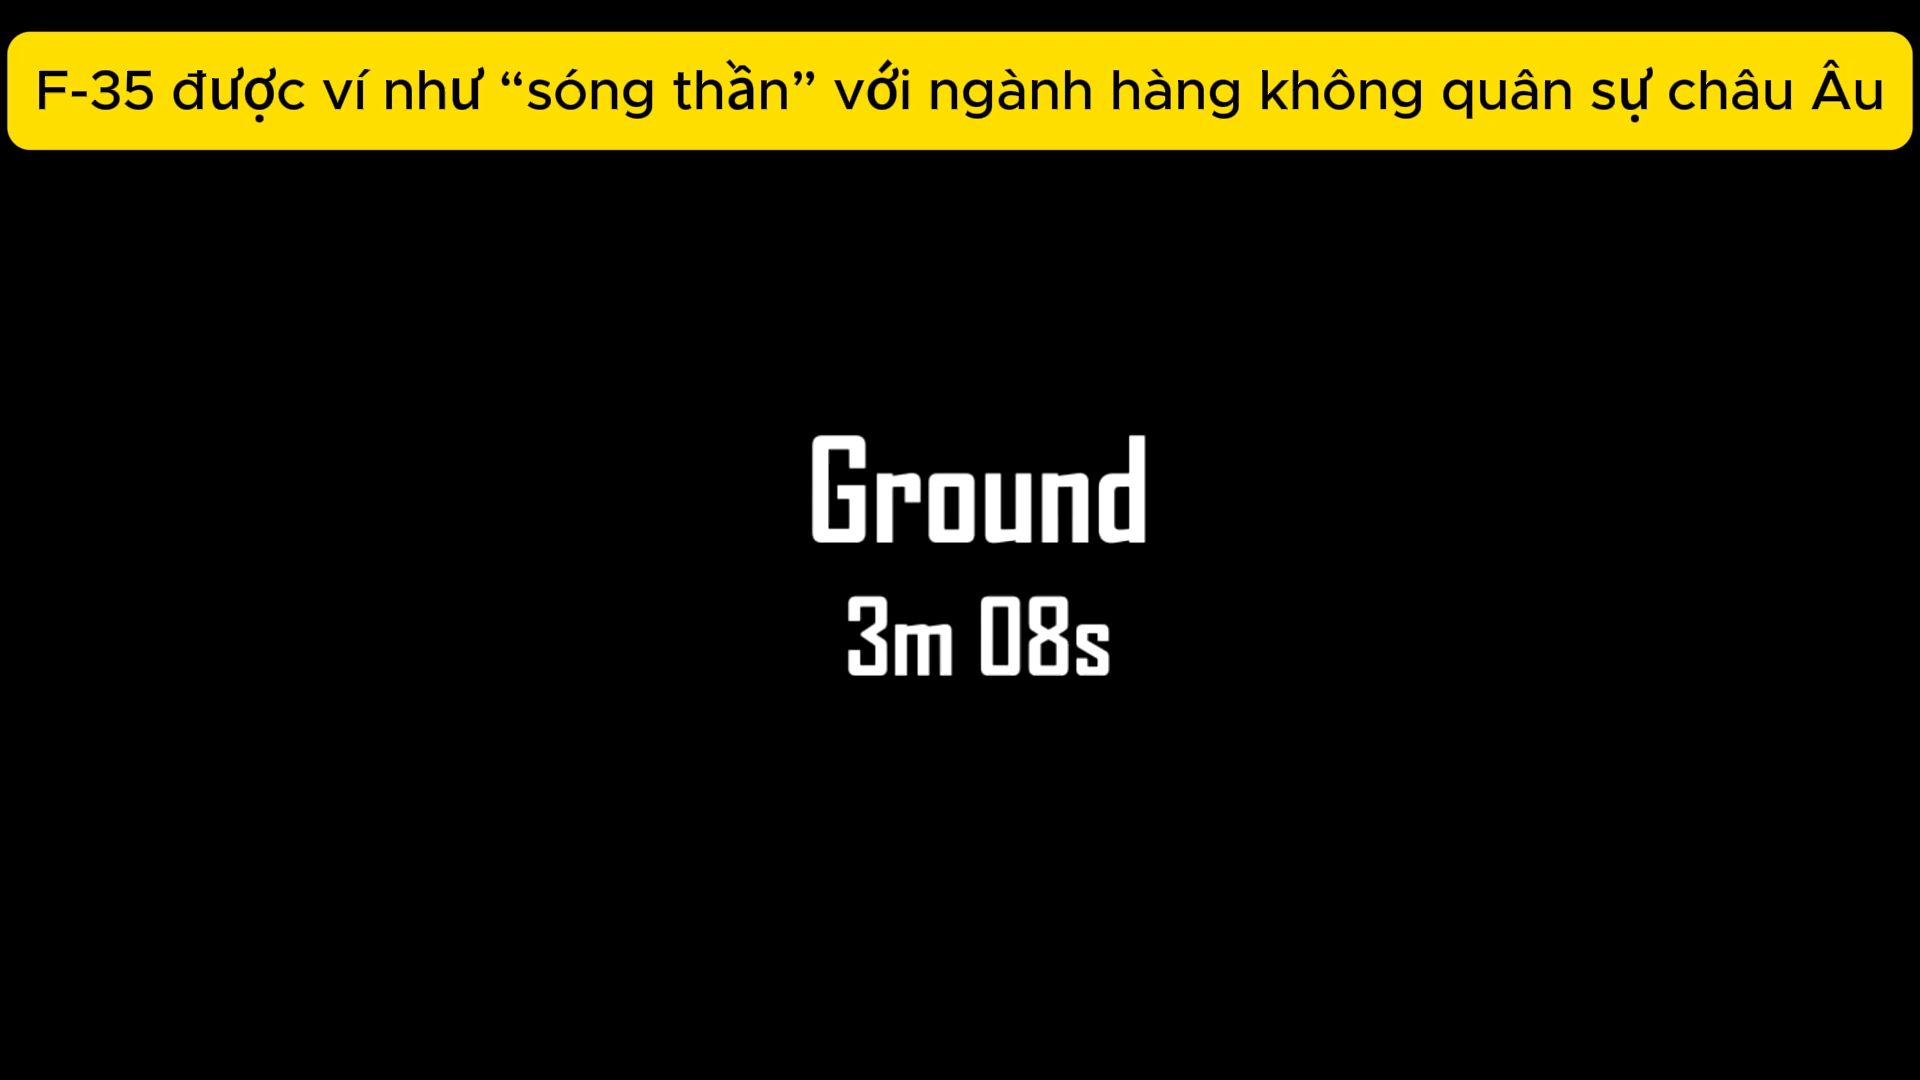 F-35 được ví như “sóng thần” với ngành hàng không quân sự châu Âu
Ground
3m 08s